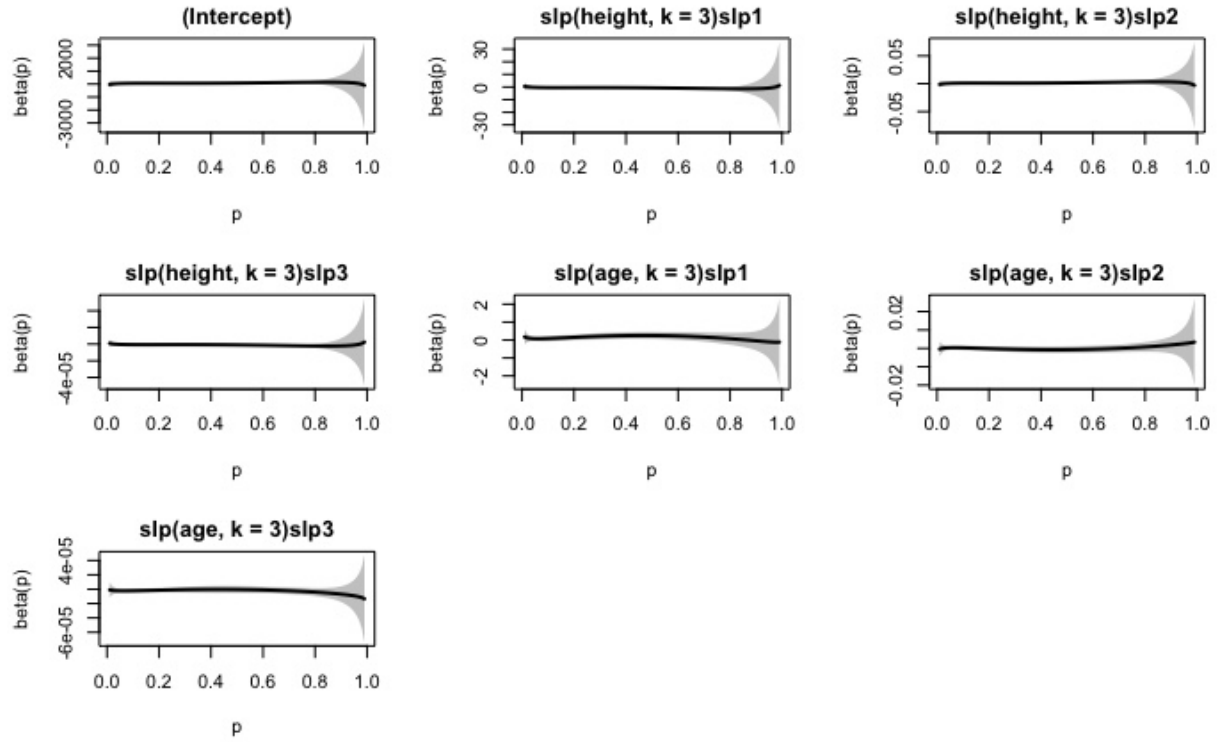 (Intercept) slp(height, k = 3)slp1 slp(height, k = 3)slp2
beta(p) -3000 2000 beta(p) -30 0 30 beta(p) -0.05 0.05
0.0 0.2 0.4 0.6 0.8 1.0 0.0 0.2 0.4 0.6 0.8 1.0 0.0 0.2 0.4 0.6 0.8 1.0
p p p
slp(height, k = 3)slp3 slp(age, k = 3)slp1 slp(age, k = 3)slp2
beta(p) -4e-05 beta(p) -2 0 2 beta(p) -0.02 0.02
0.0 0.2 0.4 0.6 0.8 1.0 0.0 0.2 0.4 0.6 0.8 1.0 0.0 0.2 0.4 0.6 0.8 1.0
p p p
slp(age, k = 3)slp3
beta(p) -6e-05 4e-05
0.0 0.2 0.4 0.6 0.8 1.0
p